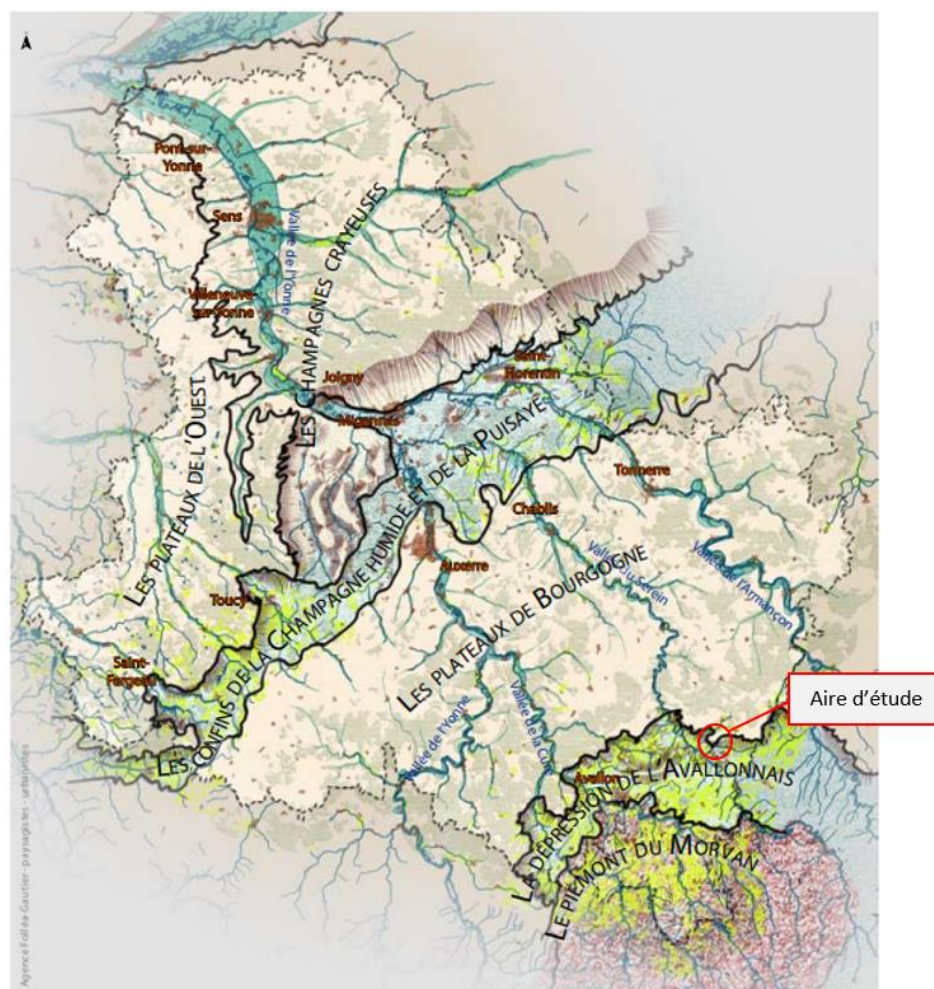 Pont-sur-
Yonne
Sens
Vallée de l'Yonne
LES CHAMPAGNES CRAYEUSES
Villeneuve-
sur-Yonne
Joigny
Saint-
Florentin
Migennes
LES PLATEAUX DE L'OUEST
LES CONFINS DE LA CHAMPAGNE HUMIDE ET DE LA PUISAYE
Tonnerre
Chablis
Auxerre
Vallée du Serein
Vallée de l'Armançon
LES PLATEAUX DE BOURGOGNE
Toucy
Saint-
Fargeau
Vallée de l'Yonne
Vallée de la Cure
Aire d'étude
Avallon
LA DÉPRESSION DE L'AVALLONNAIS
LE PIÉMONT DU MORVAN
Agence Folléa-Gautier - paysagistes - urbanistes